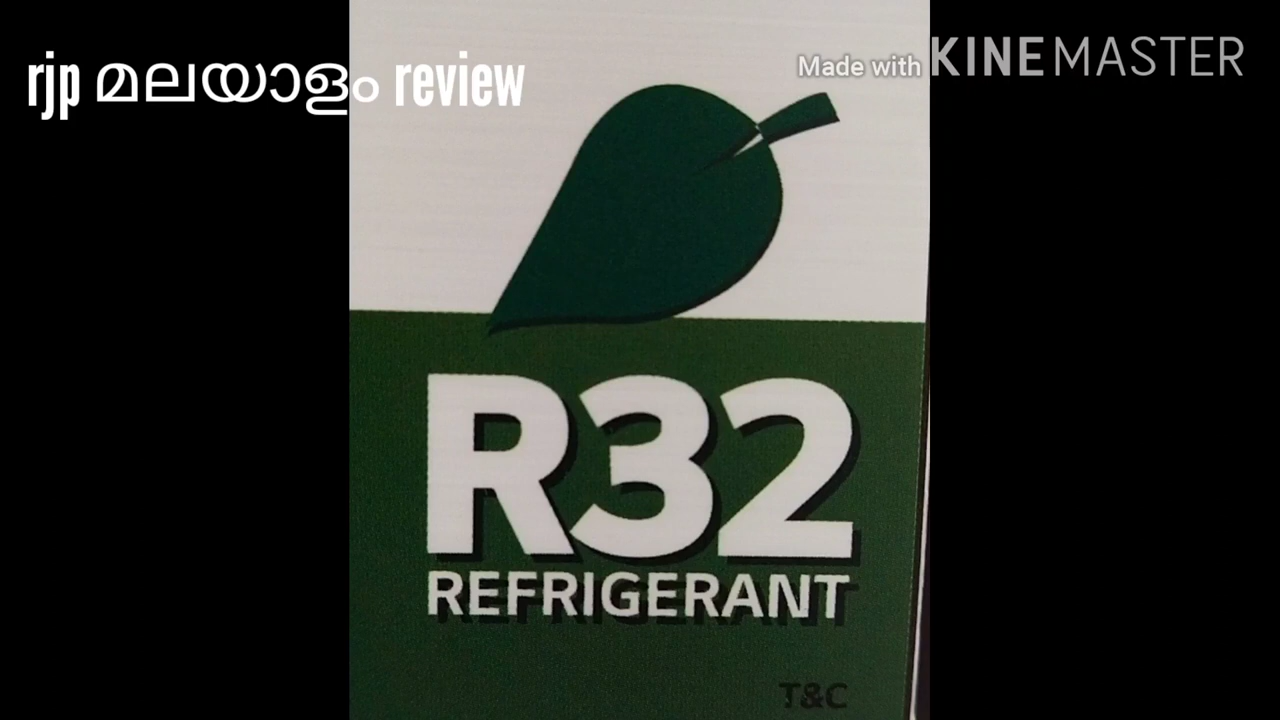 rjp മലയാളം review
Made with KINEMASTER
R32
REFRIGERANT
T&C